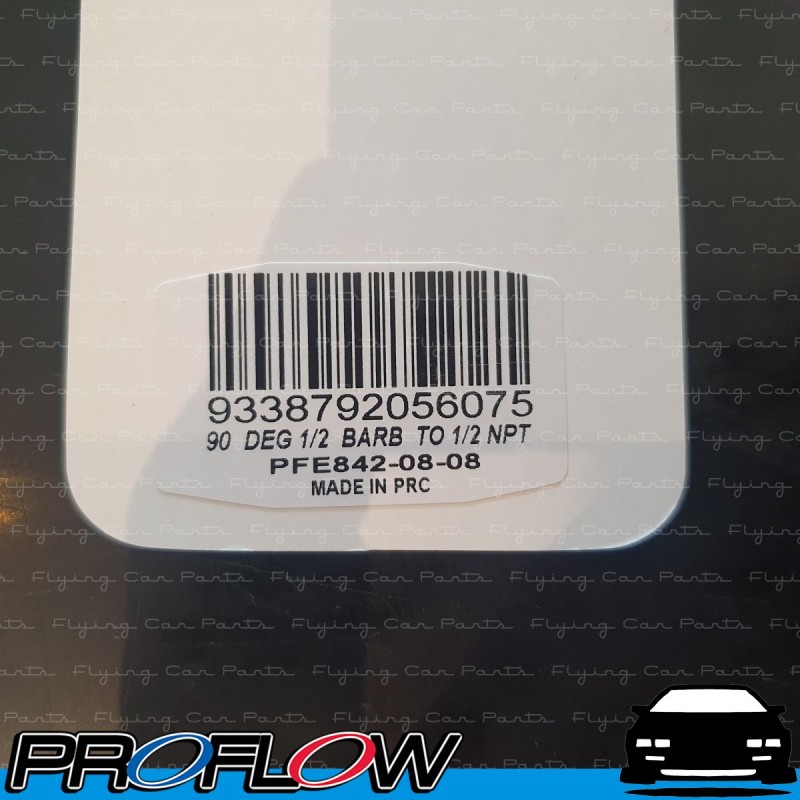 Flying Car Parts
9338792056075
90 DEG 1/2 BARB TO 1/2 NPT
PFE842-08-08
MADE IN PRC
PROFLOW